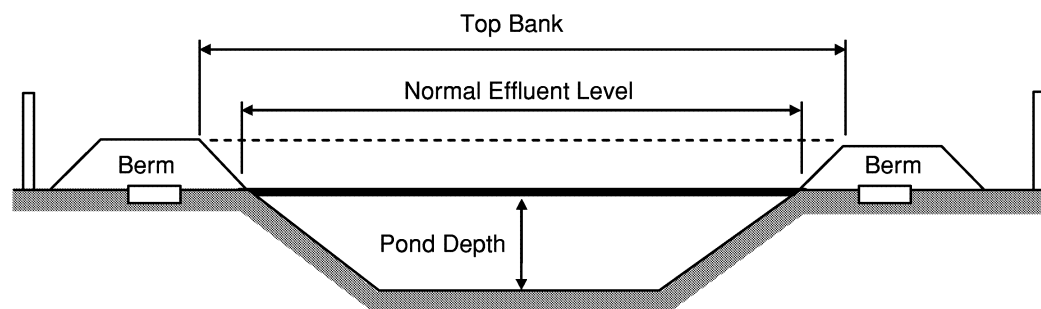 Top Bank
Normal Effluent Level
Berm
Berm
Pond Depth